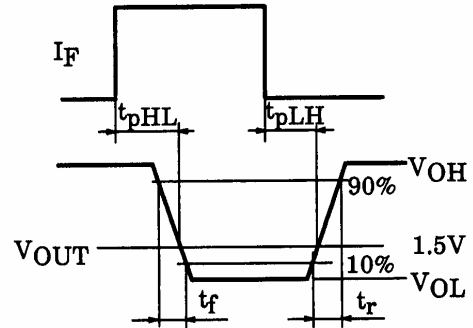 IF
tpHL
tpLH
VOH
90%
VOUT
1.5V
10%
VOL
tf
tr